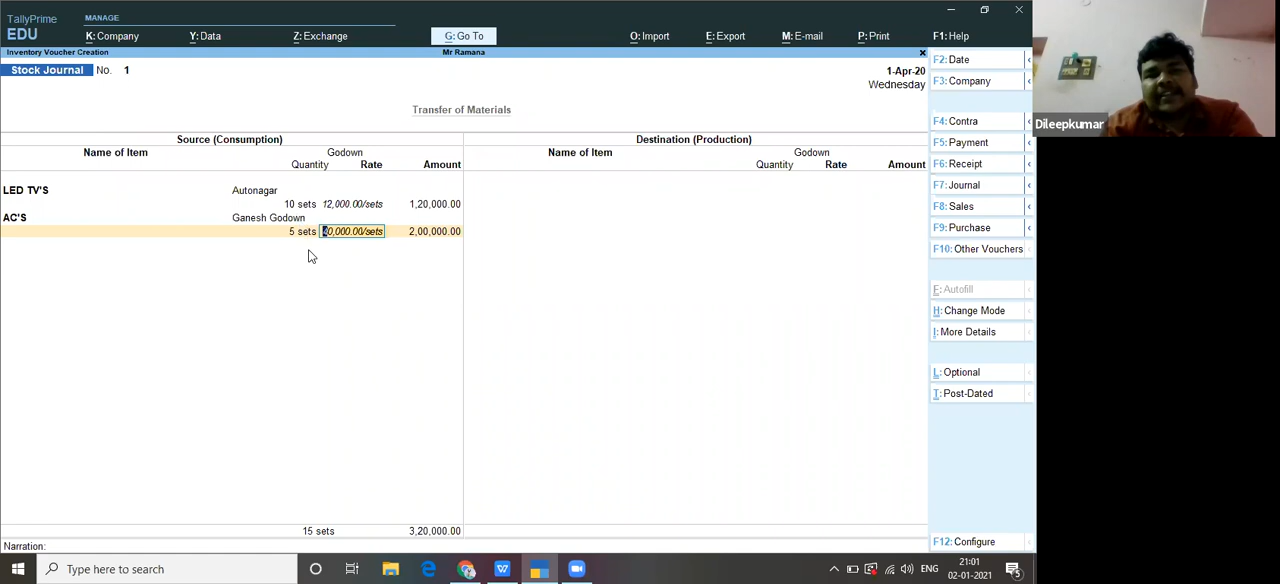 TallyPrime
EDU
MANAGE
K: Company
Y: Data
Z: Exchange
G: Go To
O: Import
E: Export
M: E-mail
P: Print
F1: Help
Inventory Voucher Creation
Mr Ramana
Stock Journal No. 1
1-Apr-20
Wednesday
Transfer of Materials
Source (Consumption)
Destination (Production)
Name of Item
Godown
Quantity Rate Amount
Name of Item
Godown
Quantity Rate Amount
LED TV'S Autonagar
10 sets 12,000.00/sets 1,20,000.00
AC'S Ganesh Godown
5 sets 40,000.00/sets 2,00,000.00
15 sets 3,20,000.00
Narration:
F2: Date
F3: Company
F4: Contra
F5: Payment
F6: Receipt
F7: Journal
F8: Sales
F9: Purchase
F10: Other Vouchers
F: Autofill
H: Change Mode
I: More Details
L: Optional
T: Post-Dated
F12: Configure
Dileepkumar
Type here to search
ENG
21:01
02-01-2021
5